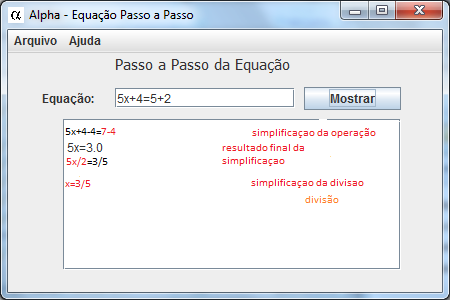 α Alpha - Equação Passo a Passo
Arquivo Ajuda
Passo a Passo da Equação
Equação: 5x+4=5+2 Mostrar
5x+4-4=7-4 simplificaçao da operação
5x=3.0 resultado final da
5x/2=3/5 simplificaçao
x=3/5 simplificaçao da divisao
divisão